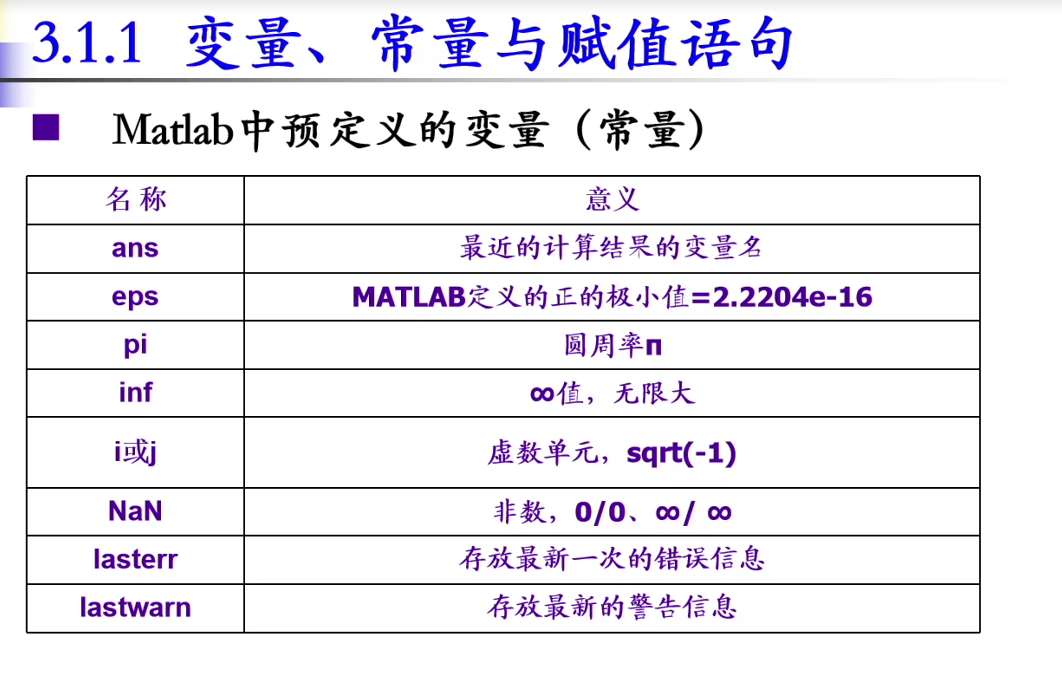 3.1.1 变量、常量与赋值语句
Matlab中预定义的变量（常量）
名 称 意义
ans 最近的计算结果的变量名
eps MATLAB定义的正的极小值=2.2204e-16
pi 圆周率п
inf ∞值，无限大
i或j 虚数单元，sqrt(-1)
NaN 非数，0/0、∞/ ∞
lasterr 存放最新一次的错误信息
lastwarn 存放最新的警告信息